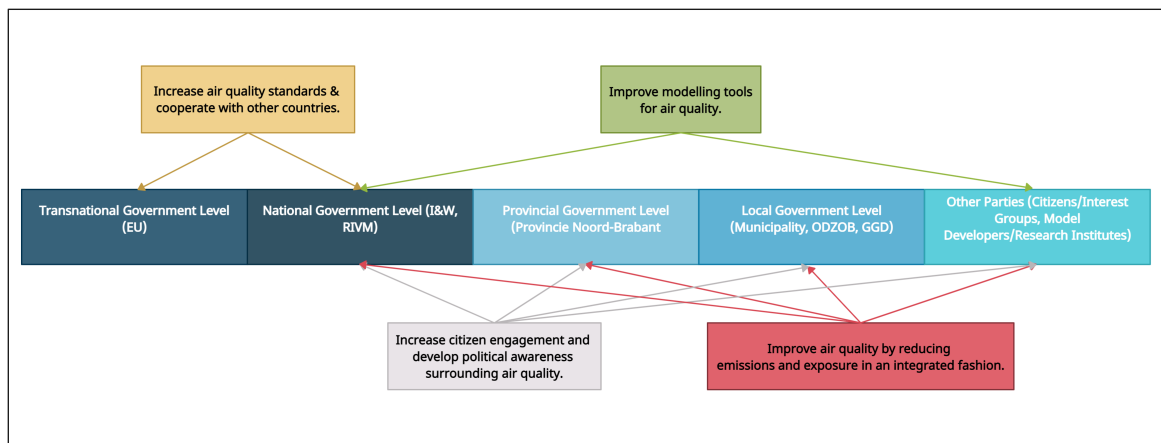 Increase air quality standards &
cooperate with other countries.
Improve modelling tools
for air quality.
Transnational Government Level
(EU)
National Government Level (I&W,
RIVM)
Provincial Government Level
(Provincie Noord-Brabant
Local Government Level
(Municipality, ODZOB, GGD)
Other Parties (Citizens/Interest
Groups, Model
Developers/Research Institutes)
Increase citizen engagement and
develop political awareness
surrounding air quality.
Improve air quality by reducing
emissions and exposure in an integrated fashion.